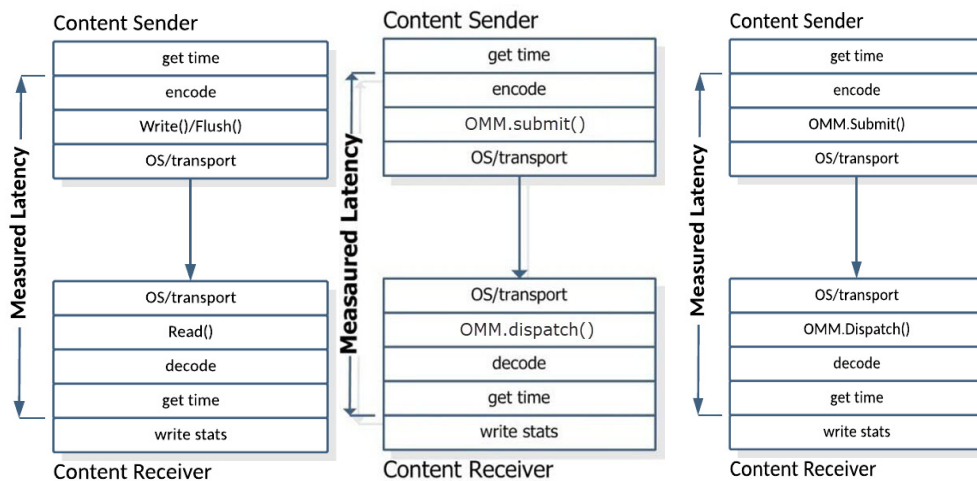 Content Sender
get time
encode
Write()/Flush()
OS/transport
Measured Latency
OS/transport
Read()
decode
get time
write stats
Content Receiver
Content Sender
get time
encode
OMM.submit()
OS/transport
Measaured Latency
OS/transport
OMM.dispatch()
decode
get time
write stats
Content Receiver
Content Sender
get time
encode
OMM.Submit()
OS/transport
Measured Latency
OS/transport
OMM.Dispatch()
decode
get time
write stats
Content Receiver